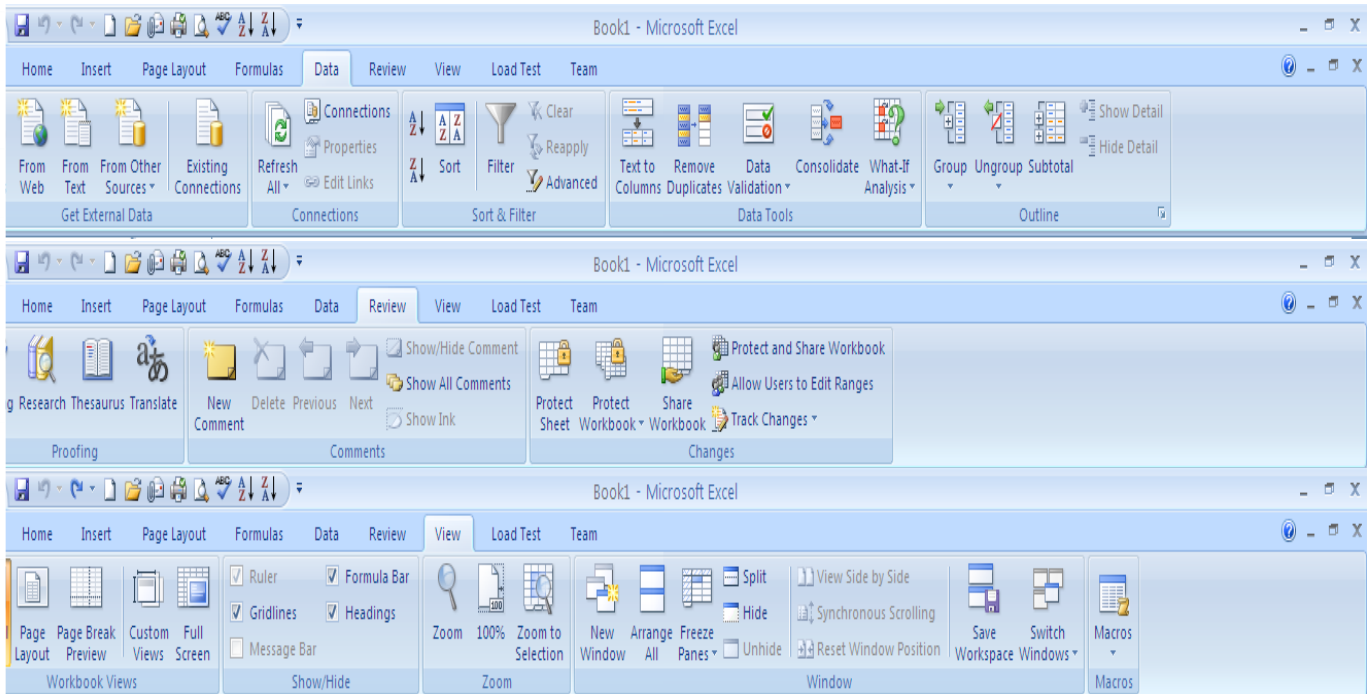 Book1 - Microsoft Excel
Home Insert Page Layout Formulas Data Review View Load Test Team
From Web
From Text
From Other Sources
Existing Connections
Get External Data
Refresh All
Connections
Properties
Edit Links
Connections
Sort
Filter
Clear
Reapply
Advanced
Sort & Filter
Text to Columns
Remove Duplicates
Data Validation
Consolidate
What-If Analysis
Data Tools
Group
Ungroup
Subtotal
Show Detail
Hide Detail
Outline
Book1 - Microsoft Excel
Home Insert Page Layout Formulas Data Review View Load Test Team
g
Research
Thesaurus
Translate
Proofing
New Comment
Delete
Previous
Next
Show/Hide Comment
Show All Comments
Show Ink
Comments
Protect Sheet
Protect Workbook
Share Workbook
Protect and Share Workbook
Allow Users to Edit Ranges
Track Changes
Changes
Book1 - Microsoft Excel
Home Insert Page Layout Formulas Data Review View Load Test Team
Page Layout
Page Break Preview
Custom Views
Full Screen
Workbook Views
Ruler
Gridlines
Message Bar
Formula Bar
Headings
Show/Hide
Zoom
100%
Zoom to Selection
Zoom
New Window
Arrange All
Freeze Panes
Split
Hide
Unhide
View Side by Side
Synchronous Scrolling
Reset Window Position
Save Workspace
Switch Windows
Window
Macros
Macros